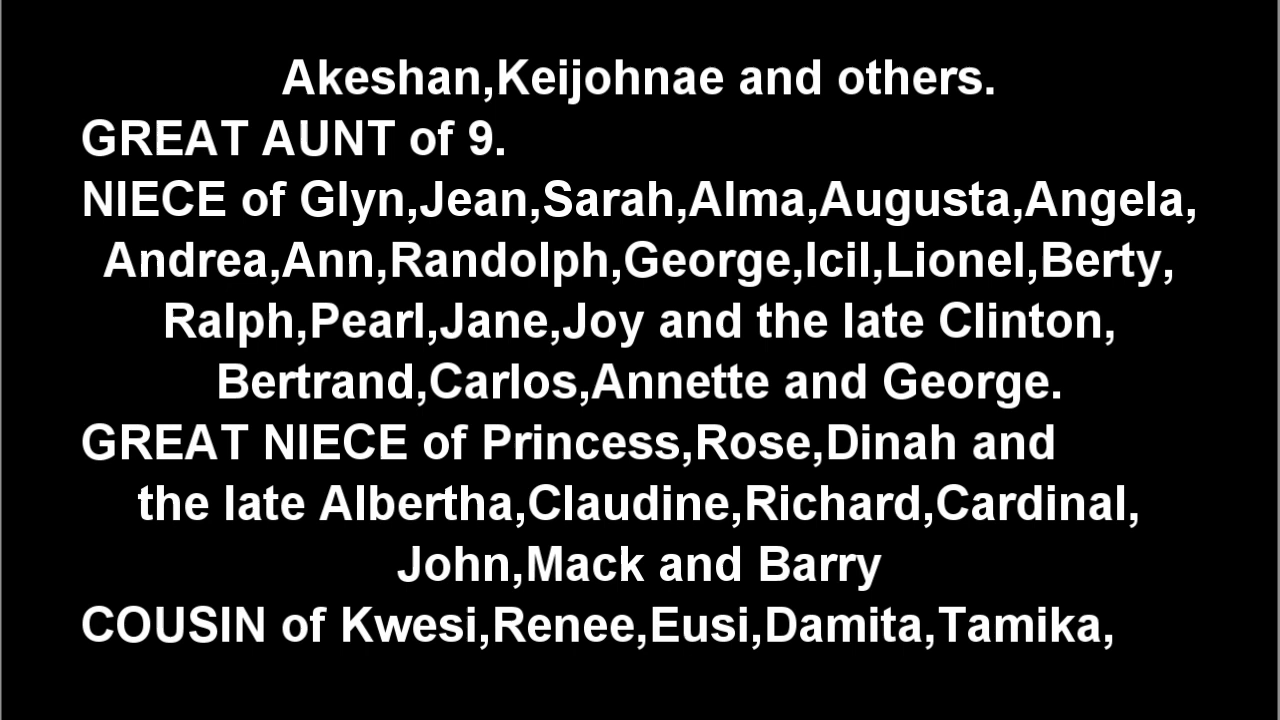 Akeshan,Keijohnae and others.
GREAT AUNT of 9.
NIECE of Glyn,Jean,Sarah,Alma,Augusta,Angela,
Andrea,Ann,Randolph,George,Icil,Lionel,Berty,
Ralph,Pearl,Jane,Joy and the late Clinton,
Bertrand,Carlos,Annette and George.
GREAT NIECE of Princess,Rose,Dinah and
the late Albertha,Claudine,Richard,Cardinal,
John,Mack and Barry
COUSIN of Kwesi,Renee,Eusi,Damita,Tamika,